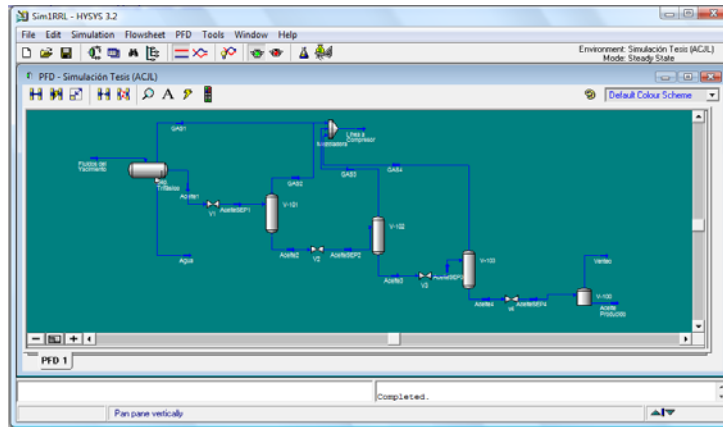 Sim1RRL - HYSYS 3.2
File Edit Simulation Flowsheet PFD Tools Window Help
Environment: Simulación Tesis (ACJL)
Mode: Steady State
PFD - Simulación Tesis (ACJL)
A
Default Colour Scheme
GAS1
Línea a
Compresor
Fluidos del
Yacimiento
GAS2
GAS3
GAS4
Trifásico
Aceite1
V1
AceiteSEP1
V-101
V-102
Agua
Aceite2
V2
AceiteSEP2
V-103
Venteo
Aceite3
V3
AceiteSEP3
V-100
Aceite4
V4
AceiteSEP4
Aceite
Producido
PFD 1
Completed.
Pan pane vertically